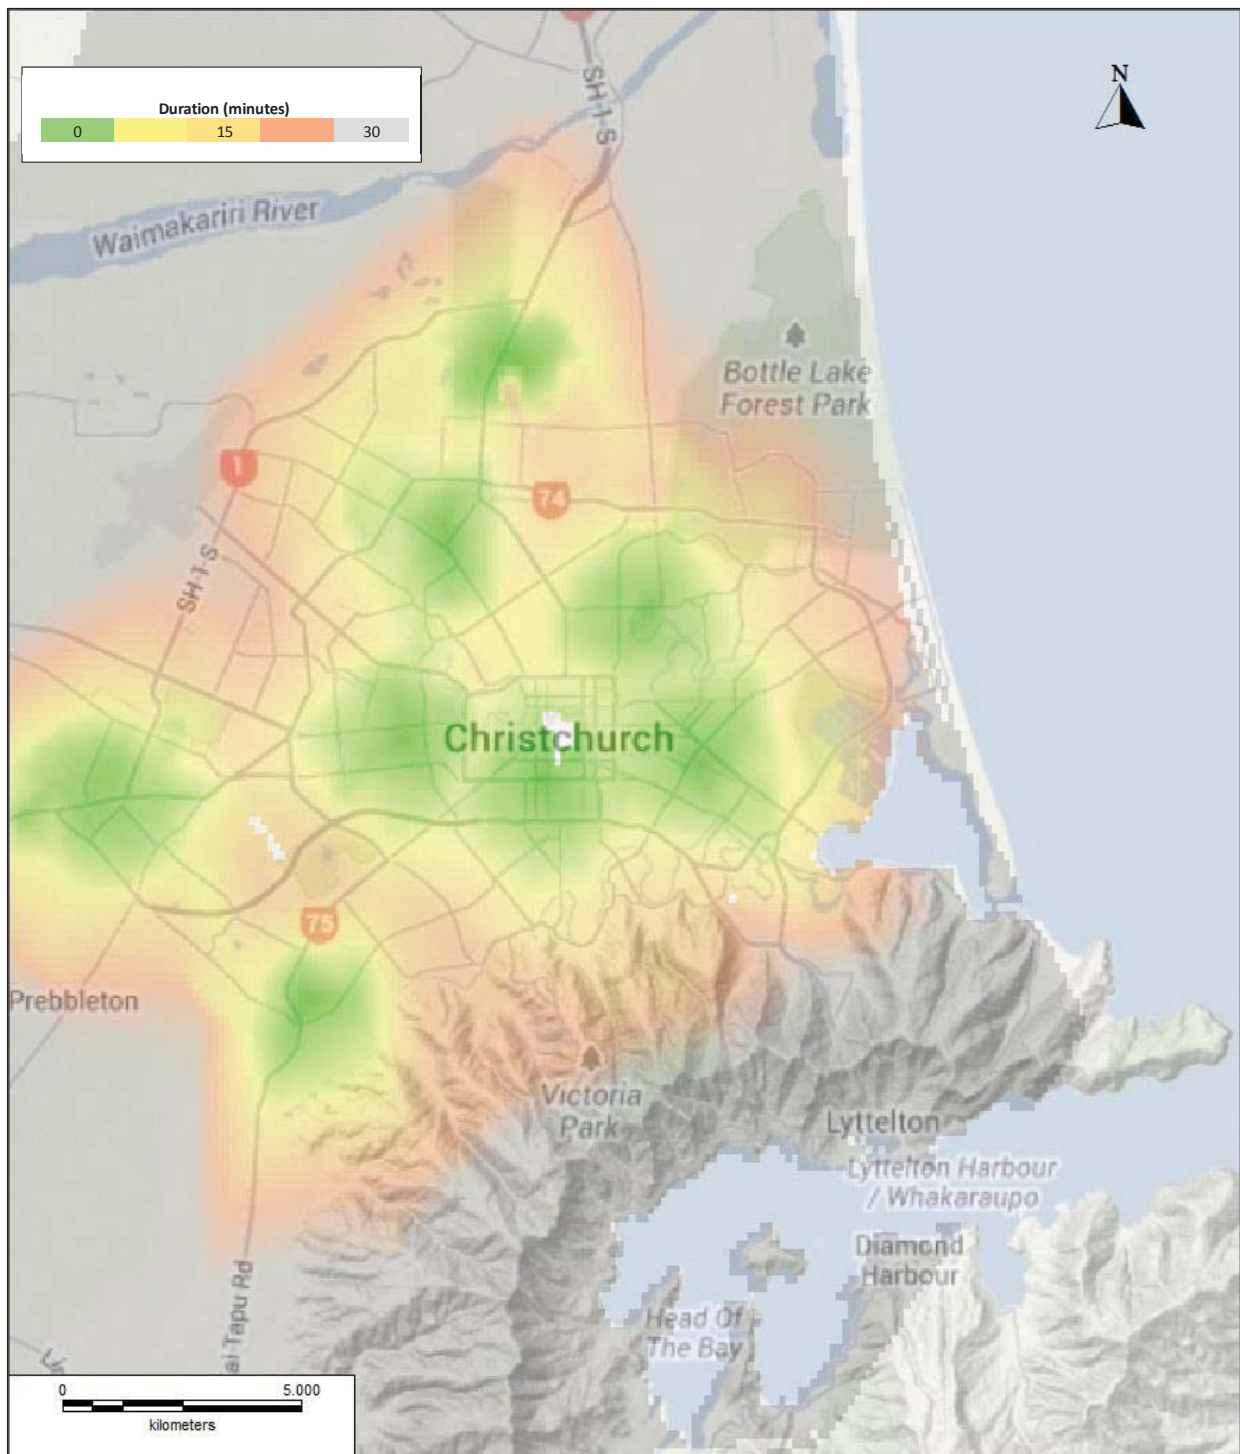 SH-1-S
N
Duration (minutes)
0 15 30
Waimakariri River
Bottle Lake
Forest Park
1
74
SH-1-S
Christchurch
75
Prebbleton
Victoria
Park
Lyttelton
Lyttelton Harbour
/ Whakaraupo
Diamond
Harbour
Head Of
The Bay
ai Tapu Rd
0 5.000
kilometers